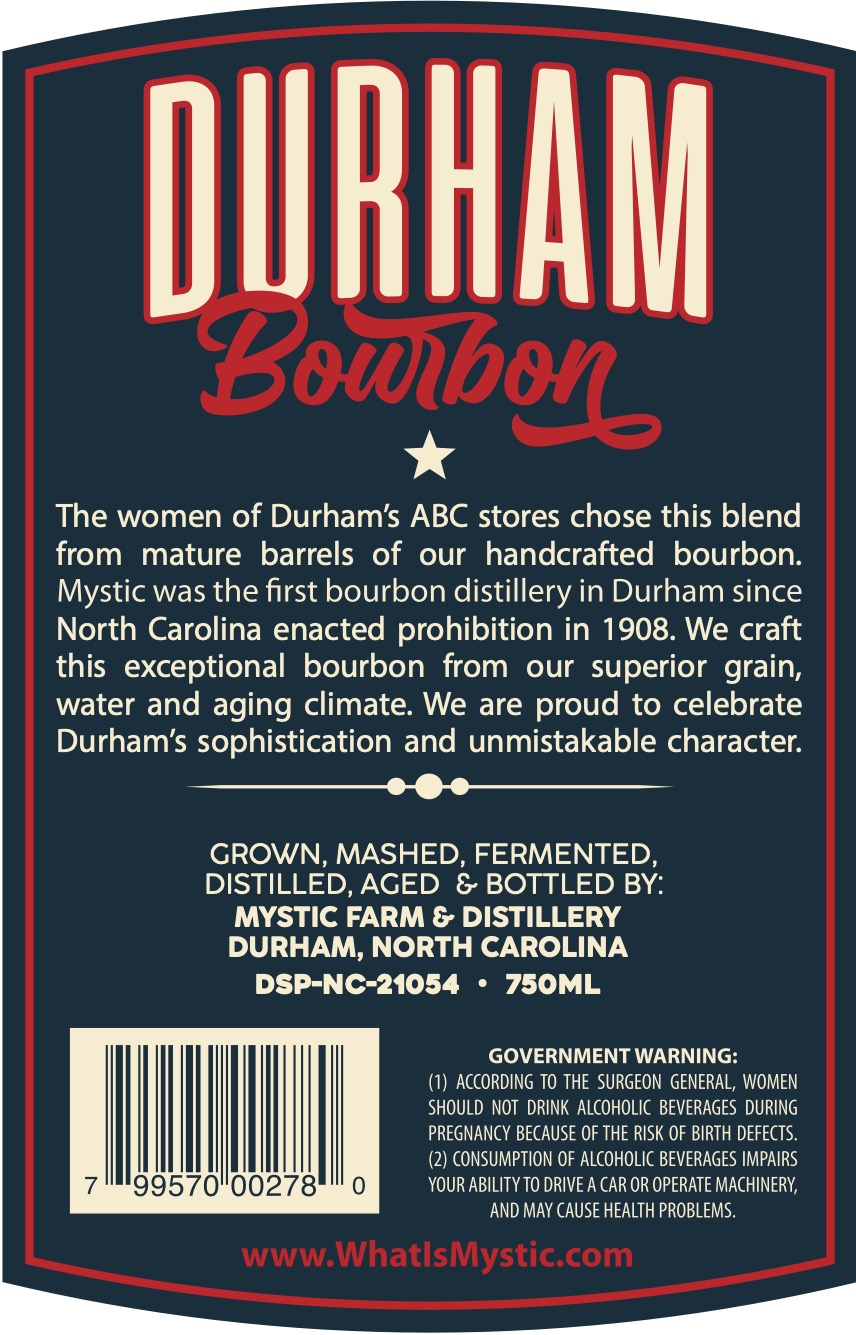 DURHAM
Bourbon
The women of Durham's ABC stores chose this blend
from mature barrels of our handcrafted bourbon.
Mystic was the first bourbon distillery in Durham since
North Carolina enacted prohibition in 1908. We craft
this exceptional bourbon from our superior grain,
water and aging climate. We are proud to celebrate
Durham's sophistication and unmistakable character.
GROWN, MASHED, FERMENTED,
DISTILLED, AGED & BOTTLED BY:
MYSTIC FARM & DISTILLERY
DURHAM, NORTH CAROLINA
DSP-NC-21054 • 750ML
7 99570 00278 0
GOVERNMENT WARNING:
(1) ACCORDING TO THE SURGEON GENERAL, WOMEN
SHOULD NOT DRINK ALCOHOLIC BEVERAGES DURING
PREGNANCY BECAUSE OF THE RISK OF BIRTH DEFECTS.
(2) CONSUMPTION OF ALCOHOLIC BEVERAGES IMPAIRS
YOUR ABILITY TO DRIVE A CAR OR OPERATE MACHINERY,
AND MAY CAUSE HEALTH PROBLEMS.
www.WhatIsMystic.com